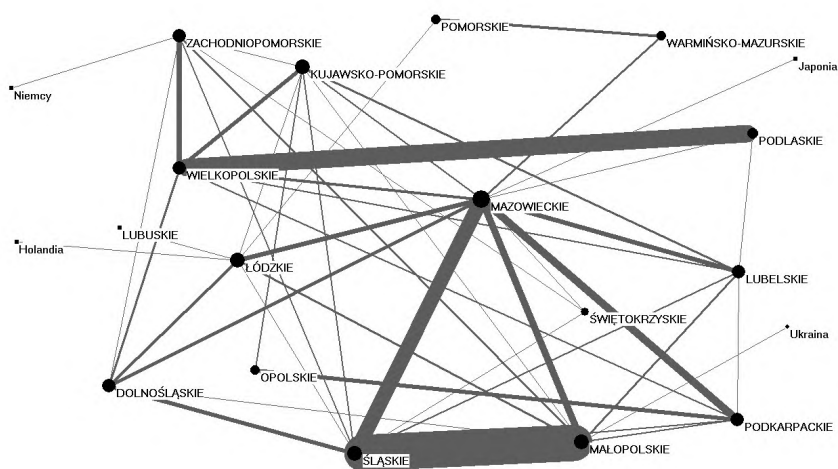 POMORSKIE
ZACHODNIOPOMORSKIE
WARMIŃSKO-MAZURSKIE
KUJAWSKO-POMORSKIE
Japonia
Niemcy
PODLASKIE
WIELKOPOLSKIE
MAZOWIECKIE
LUBUSKIE
Holandia
ŁÓDZKIE
LUBELSKIE
ŚWIĘTOKRZYSKIE
Ukraina
OPOLSKIE
DOLNOŚLĄSKIE
PODKARPACKIE
MAŁOPOLSKIE
ŚLĄSKIE